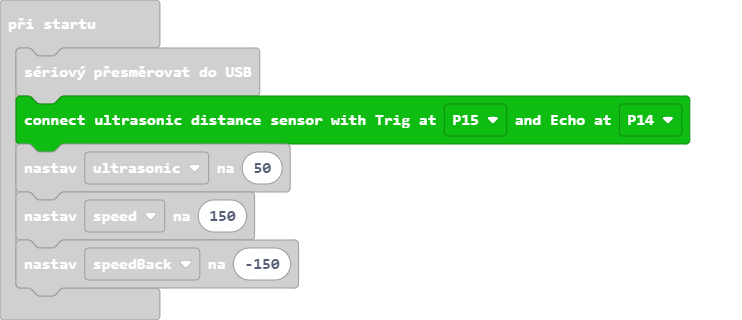 při startu
sériový přesměrovat do USB
connect ultrasonic distance sensor with Trig at P15 and Echo at P14
nastav ultrasonic na 50
nastav speed na 150
nastav speedBack na -150